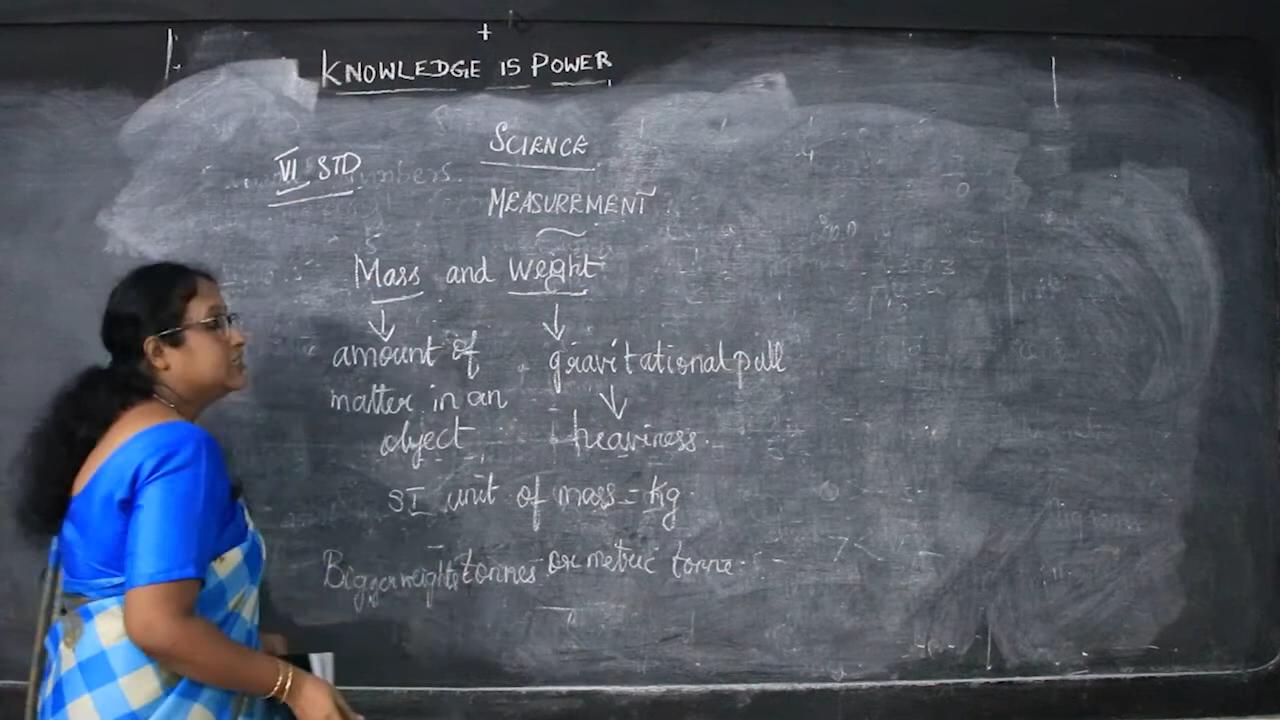 KNOWLEDGE IS POWER
SCIENCE
VI STD
MEASUREMENT
Mass and Weight
amount of
matter in an
object
gravitational pull
heaviness.
SI unit of mass = kg.
Bigger weights tonnes or metric tonne.